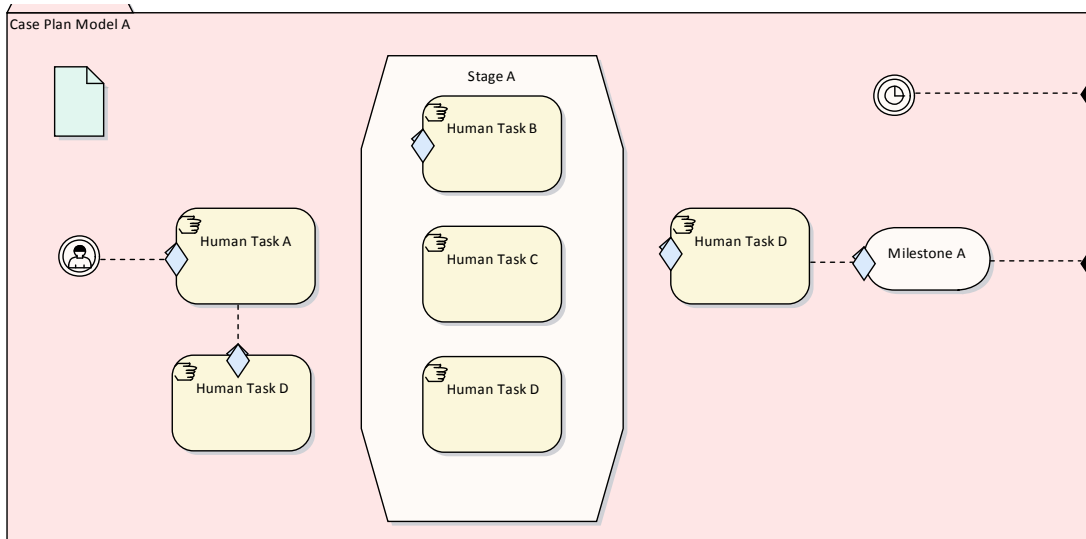 Case Plan Model A
Stage A
Human Task B
Human Task A
Human Task C
Human Task D
Milestone A
Human Task D
Human Task D